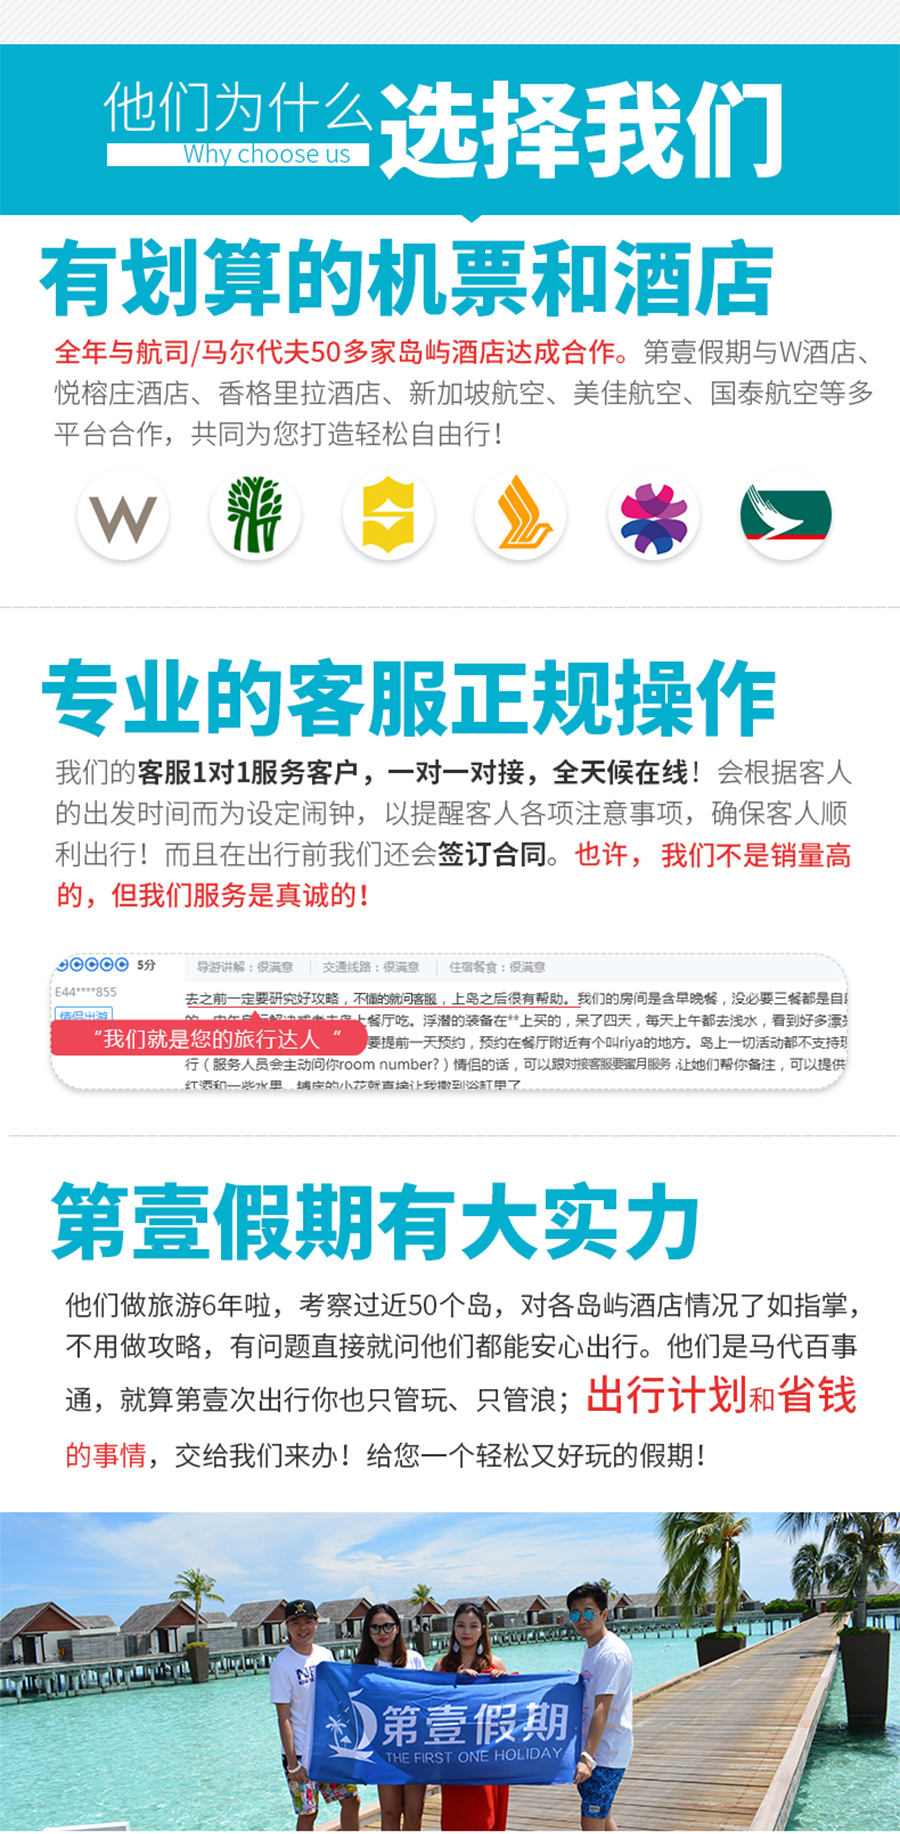 他们为什么选择我们
Why choose us
有划算的机票和酒店
全年与航司/马尔代夫50多家岛屿酒店达成合作。第壹假期与W酒店、
悦榕庄酒店、香格里拉酒店、新加坡航空、美佳航空、国泰航空等多
平台合作，共同为您打造轻松自由行！
W
专业的客服正规操作
我们的客服1对1服务客户，一对一对接，全天候在线！会根据客人
的出发时间而为设定闹钟，以提醒客人各项注意事项，确保客人顺
利出行！而且在出行前我们还会签订合同。也许，我们不是销量高
的，但我们服务是真诚的！
5分
导游讲解：很满意 交通线路：很满意 住宿餐食：很满意
E44****855
去之前一定要研究好攻略，不懂的就问客服，上岛之后很有帮助。我们的房间是含早晚餐，没必要三餐都是自
情侣出游
餐厅吃。浮潜的装备在**上买的，呆了四天，每天上午都去浅水，看到好多漂
“我们就是您的旅行达人“
要提前一天预约，预约在餐厅附近有个叫riya的地方。岛上一切活动都不支持现
行（服务人员会主动问你room number?）情侣的话，可以跟对接客服要蜜月服务，让她们帮你备注，可以提供
红酒和一些水果，铺床的小花就直接让我撒到浴缸里了
第壹假期有大实力
他们做旅游6年啦，考察过近50个岛，对各岛屿酒店情况了如指掌，
不用做攻略，有问题直接就问他们都能安心出行。他们是马代百事
通，就算第壹次出行你也只管玩、只管浪；出行计划和省钱
的事情，交给我们来办！给您一个轻松又好玩的假期！
第壹假期
THE FIRST ONE HOLIDAY